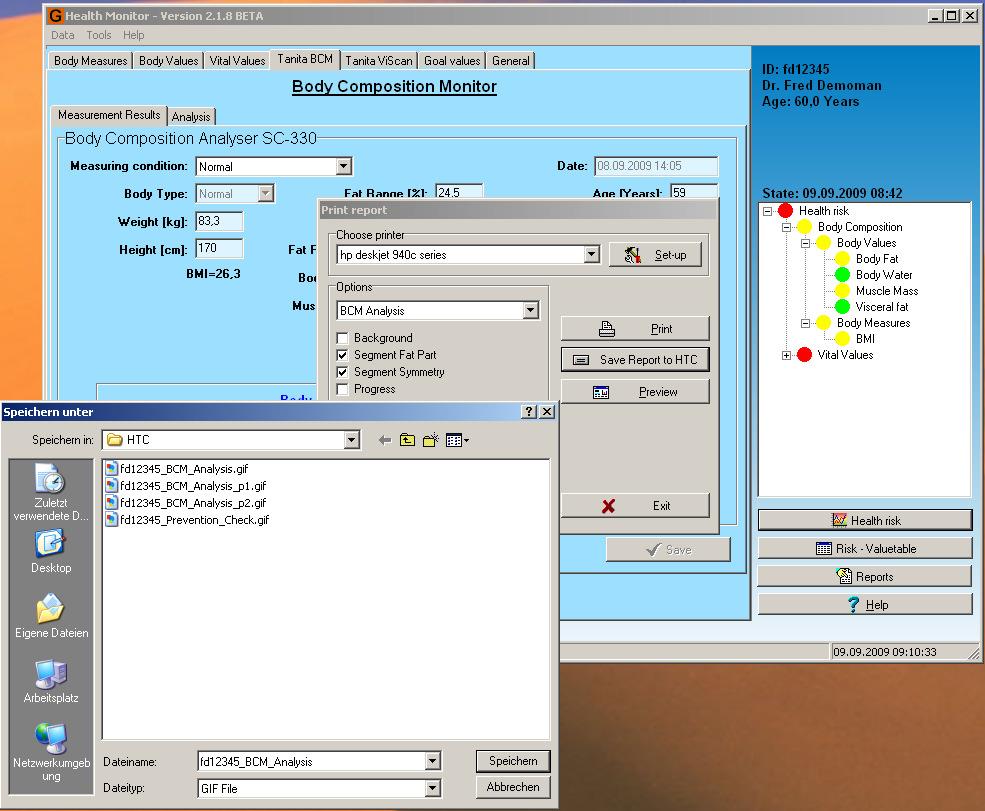 Health Monitor - Version 2.1.8 BETA
Data Tools Help
Body Measures Body Values Vital Values Tanita BCM Tanita ViScan Goal values General
Body Composition Monitor
Measurement Results Analysis
Body Composition Analyser SC-330
Measuring condition: Normal Date: 08.09.2009 14:05
Body Type: Normal Fat Range [%]: 24,5 Age [Years]: 59
Weight [kg]: 83,3
Height [cm]: 170 Fat
BMI=26,3
ID: fd12345
Dr. Fred Demoman
Age: 60,0 Years
State: 09.09.2009 08:42
Health risk
Body Composition
Body Values
Body Fat
Body Water
Muscle Mass
Visceral fat
Body Measures
BMI
Vital Values
Health risk
Risk - Valuetable
Reports
Help
Save
09.09.2009 09:10:33
Print report
Choose printer
hp deskjet 940c series Set-up
Options
BCM Analysis
Background
Segment Fat Part
Segment Symmetry
Progress
Print
Save Report to HTC
Preview
Exit
Body
Speichern unter
Speichern in: HTC
Zuletzt
verwendete D...
Desktop
Eigene Dateien
Arbeitsplatz
Netzwerkumgeb
ung
fd12345_BCM_Analysis.gif
fd12345_BCM_Analysis_p1.gif
fd12345_BCM_Analysis_p2.gif
fd12345_Prevention_Check.gif
Dateiname: fd12345_BCM_Analysis Speichern
Dateityp: GIF File Abbrechen